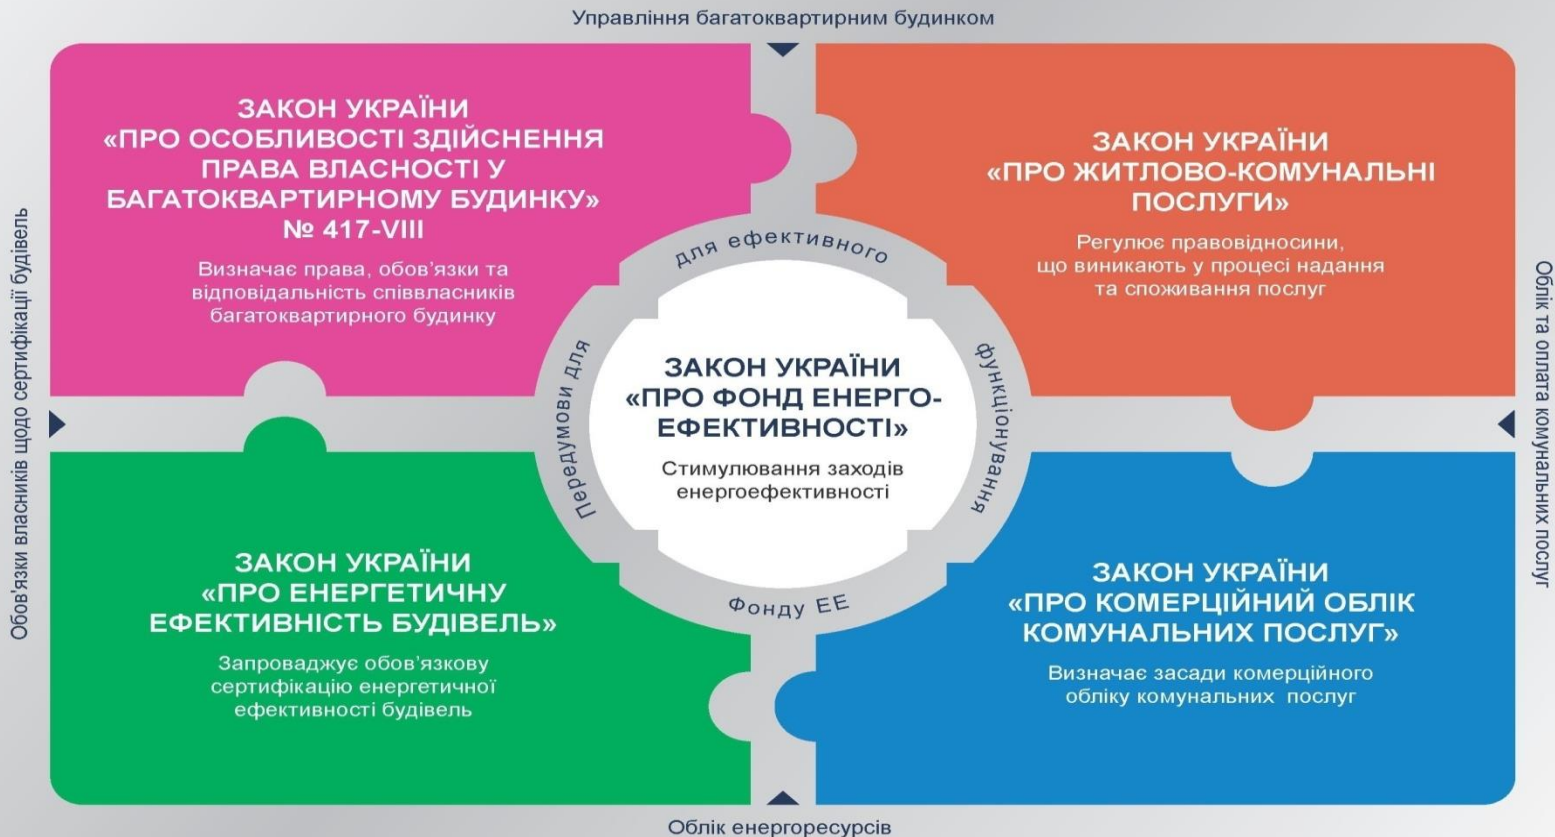 Управління багатоквартирним будинком
ЗАКОН УКРАЇНИ
«ПРО ОСОБЛИВОСТІ ЗДІЙСНЕННЯ
ПРАВА ВЛАСНОСТІ У
БАГАТОКВАРТИРНОМУ БУДИНКУ»
№ 417-VIII
Визначає права, обов’язки та
відповідальність співвласників
багатоквартирного будинку
ЗАКОН УКРАЇНИ
«ПРО ЖИТЛОВО-КОМУНАЛЬНІ
ПОСЛУГИ»
Регулює правовідносини,
що виникають у процесі надання
та споживання послуг
Обов'язки власників щодо сертифікації будівель
Передумови для
для ефективного
функціонування
Фонду ЕЕ
ЗАКОН УКРАЇНИ
«ПРО ФОНД ЕНЕРГО-
ЕФЕКТИВНОСТІ»
Стимулювання заходів
енергоефективності
Облік та оплата комунальних послуг
ЗАКОН УКРАЇНИ
«ПРО ЕНЕРГЕТИЧНУ
ЕФЕКТИВНІСТЬ БУДІВЕЛЬ»
Запроваджує обов’язкову
сертифікацію енергетичної
ефективності будівель
ЗАКОН УКРАЇНИ
«ПРО КОМЕРЦІЙНИЙ ОБЛІК
КОМУНАЛЬНИХ ПОСЛУГ»
Визначає засади комерційного
обліку комунальних послуг
Облік енергоресурсів